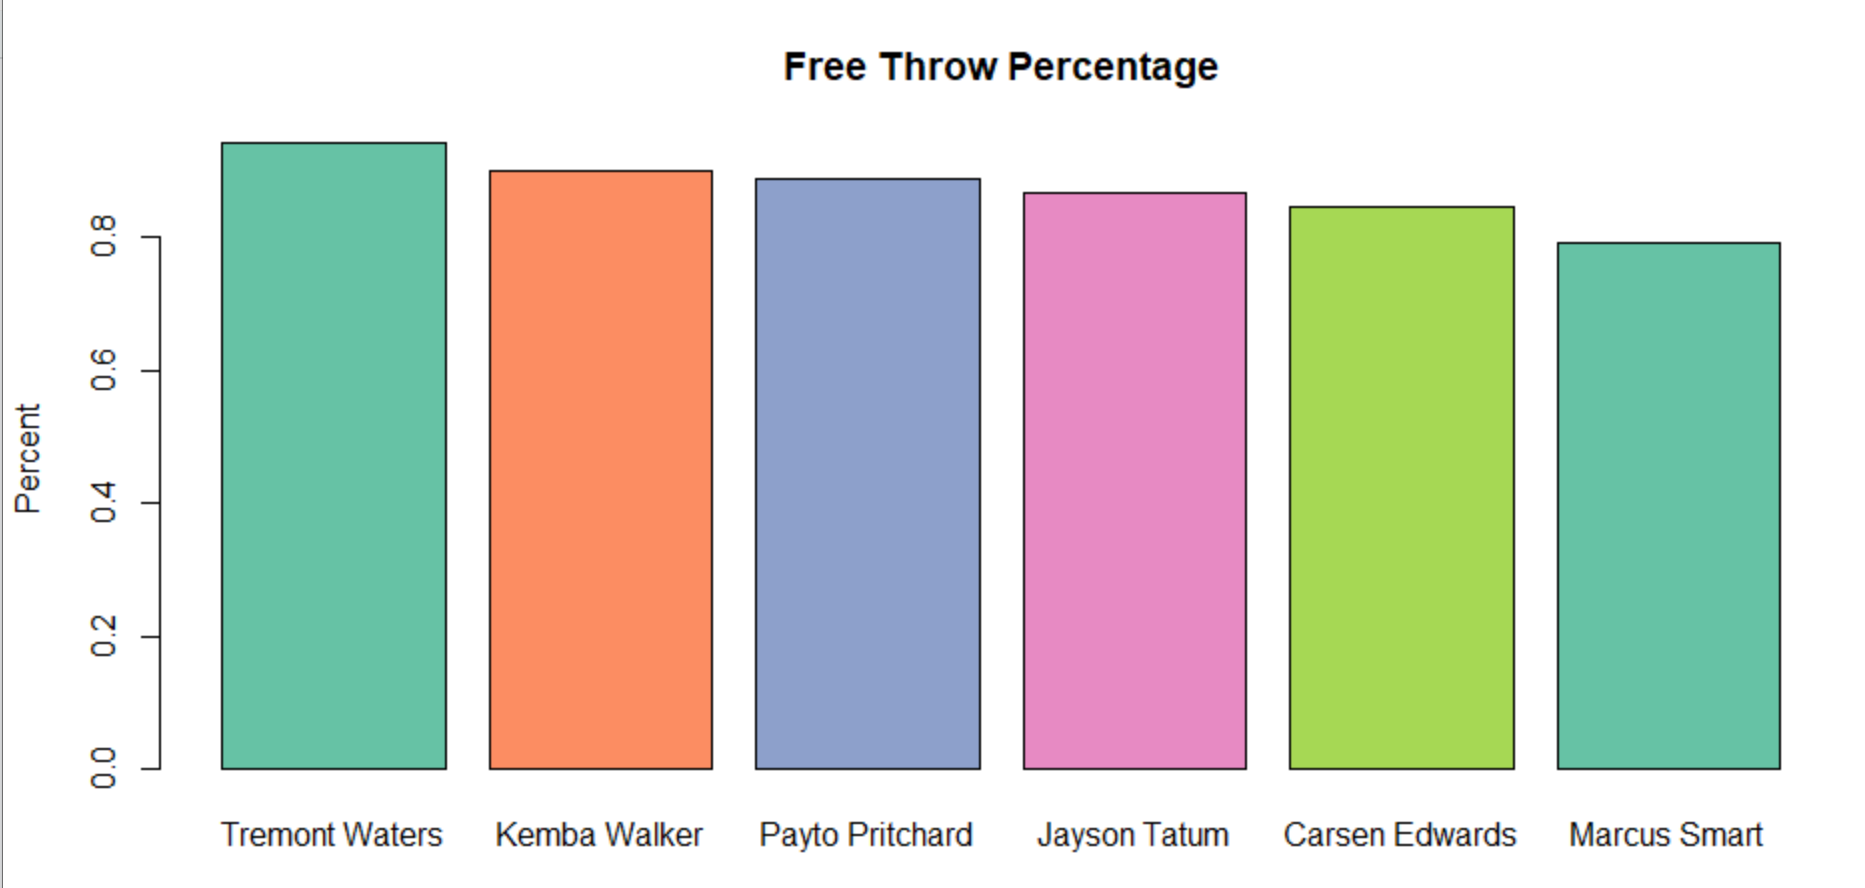 Free Throw Percentage
Percent
0.8
0.6
0.4
0.2
0.0
Tremont Waters
Kemba Walker
Payto Pritchard
Jayson Tatum
Carsen Edwards
Marcus Smart